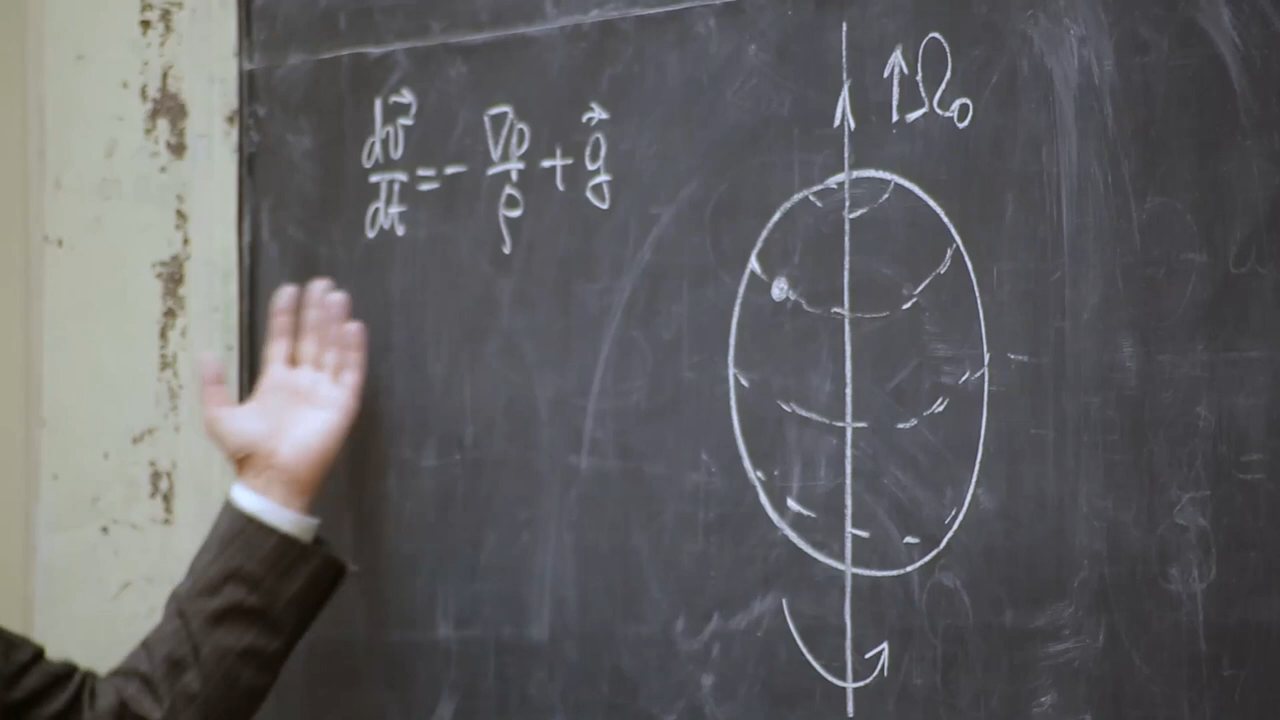 dv⃗/dt = - ∇p/ρ + g⃗
↑Ω₀